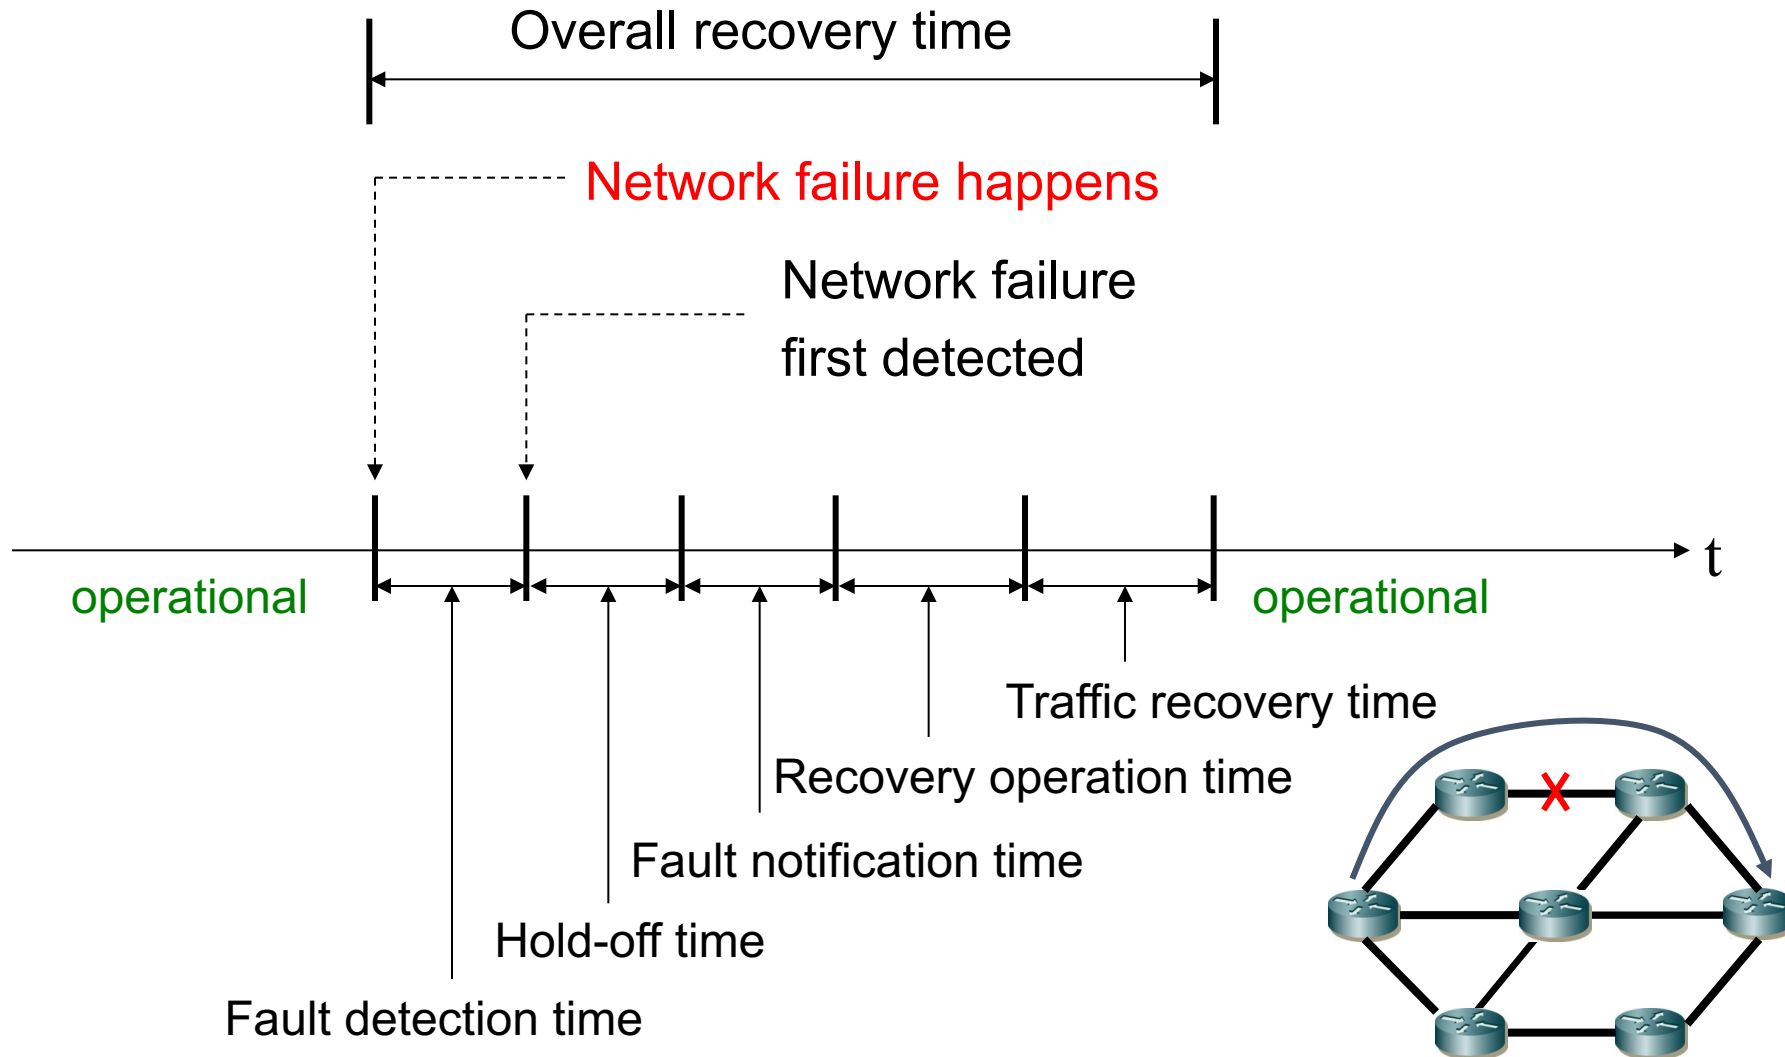 Overall recovery time
Network failure happens
Network failure
first detected
t
operational
operational
Traffic recovery time
Recovery operation time
Fault notification time
Hold-off time
Fault detection time